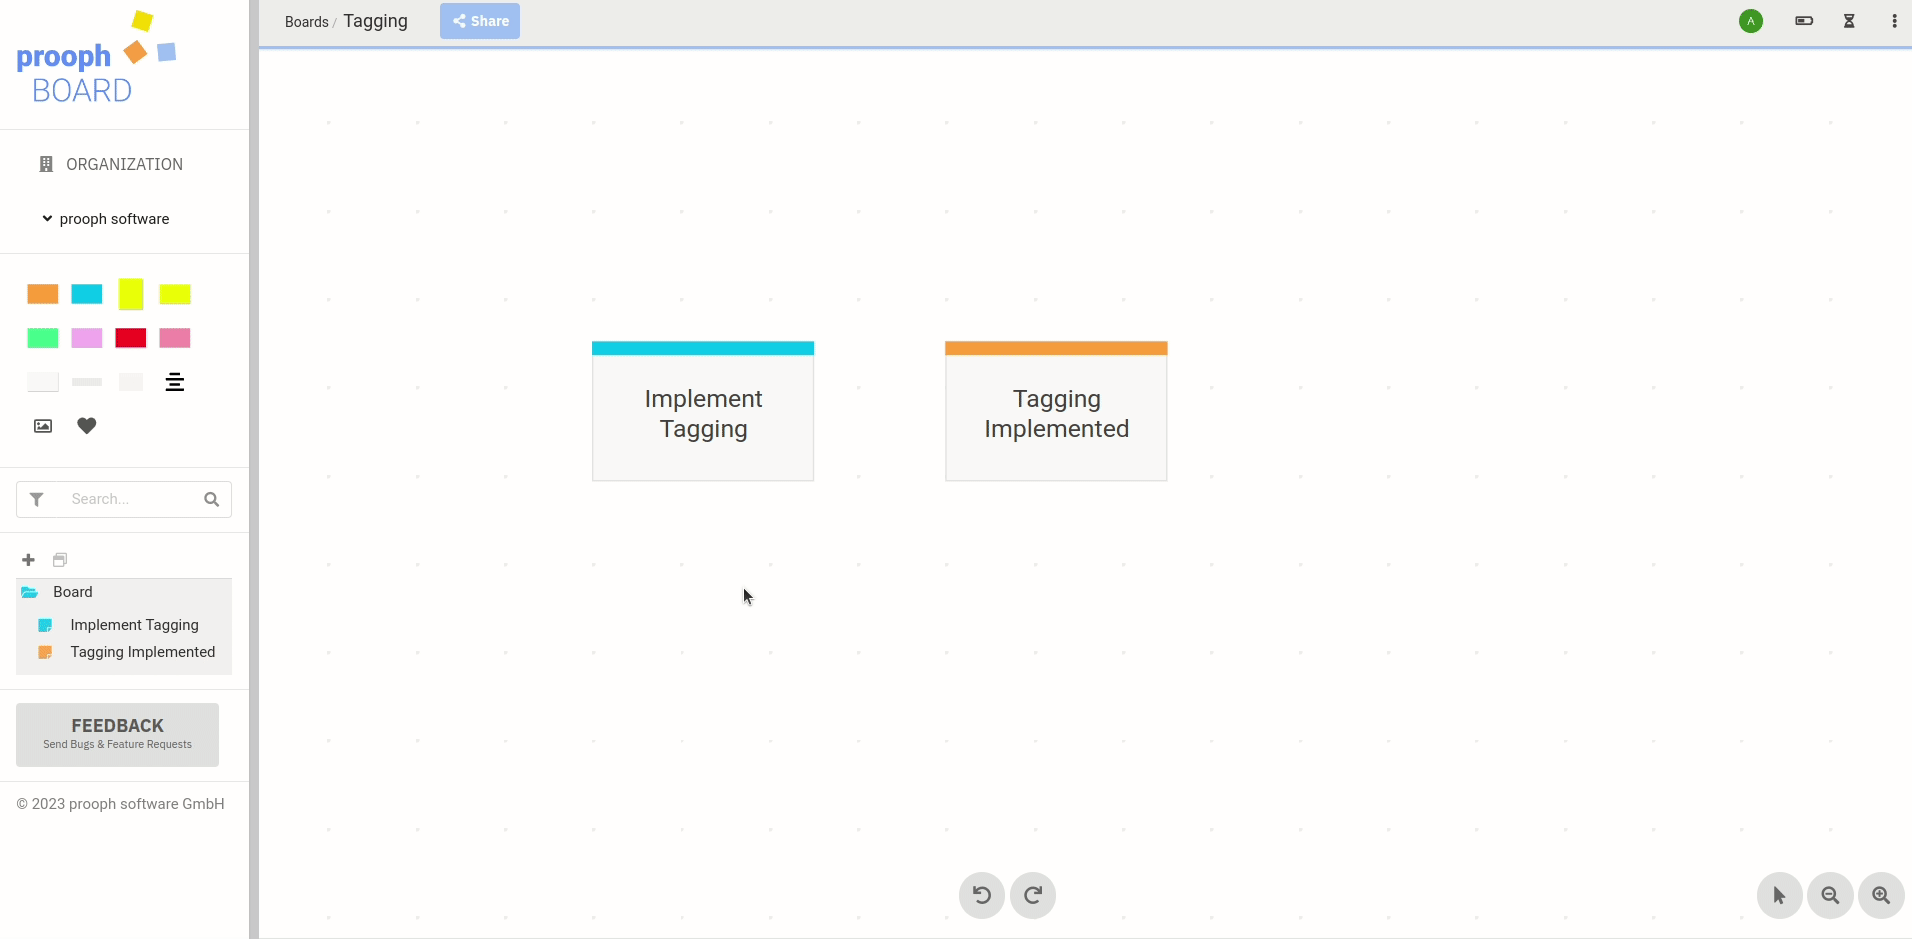 prooph
BOARD
Boards / Tagging
Share
A
ORGANIZATION
prooph software
Implement
Tagging
Tagging
Implemented
Search...
Board
Implement Tagging
Tagging Implemented
FEEDBACK
Send Bugs & Feature Requests
© 2023 prooph software GmbH